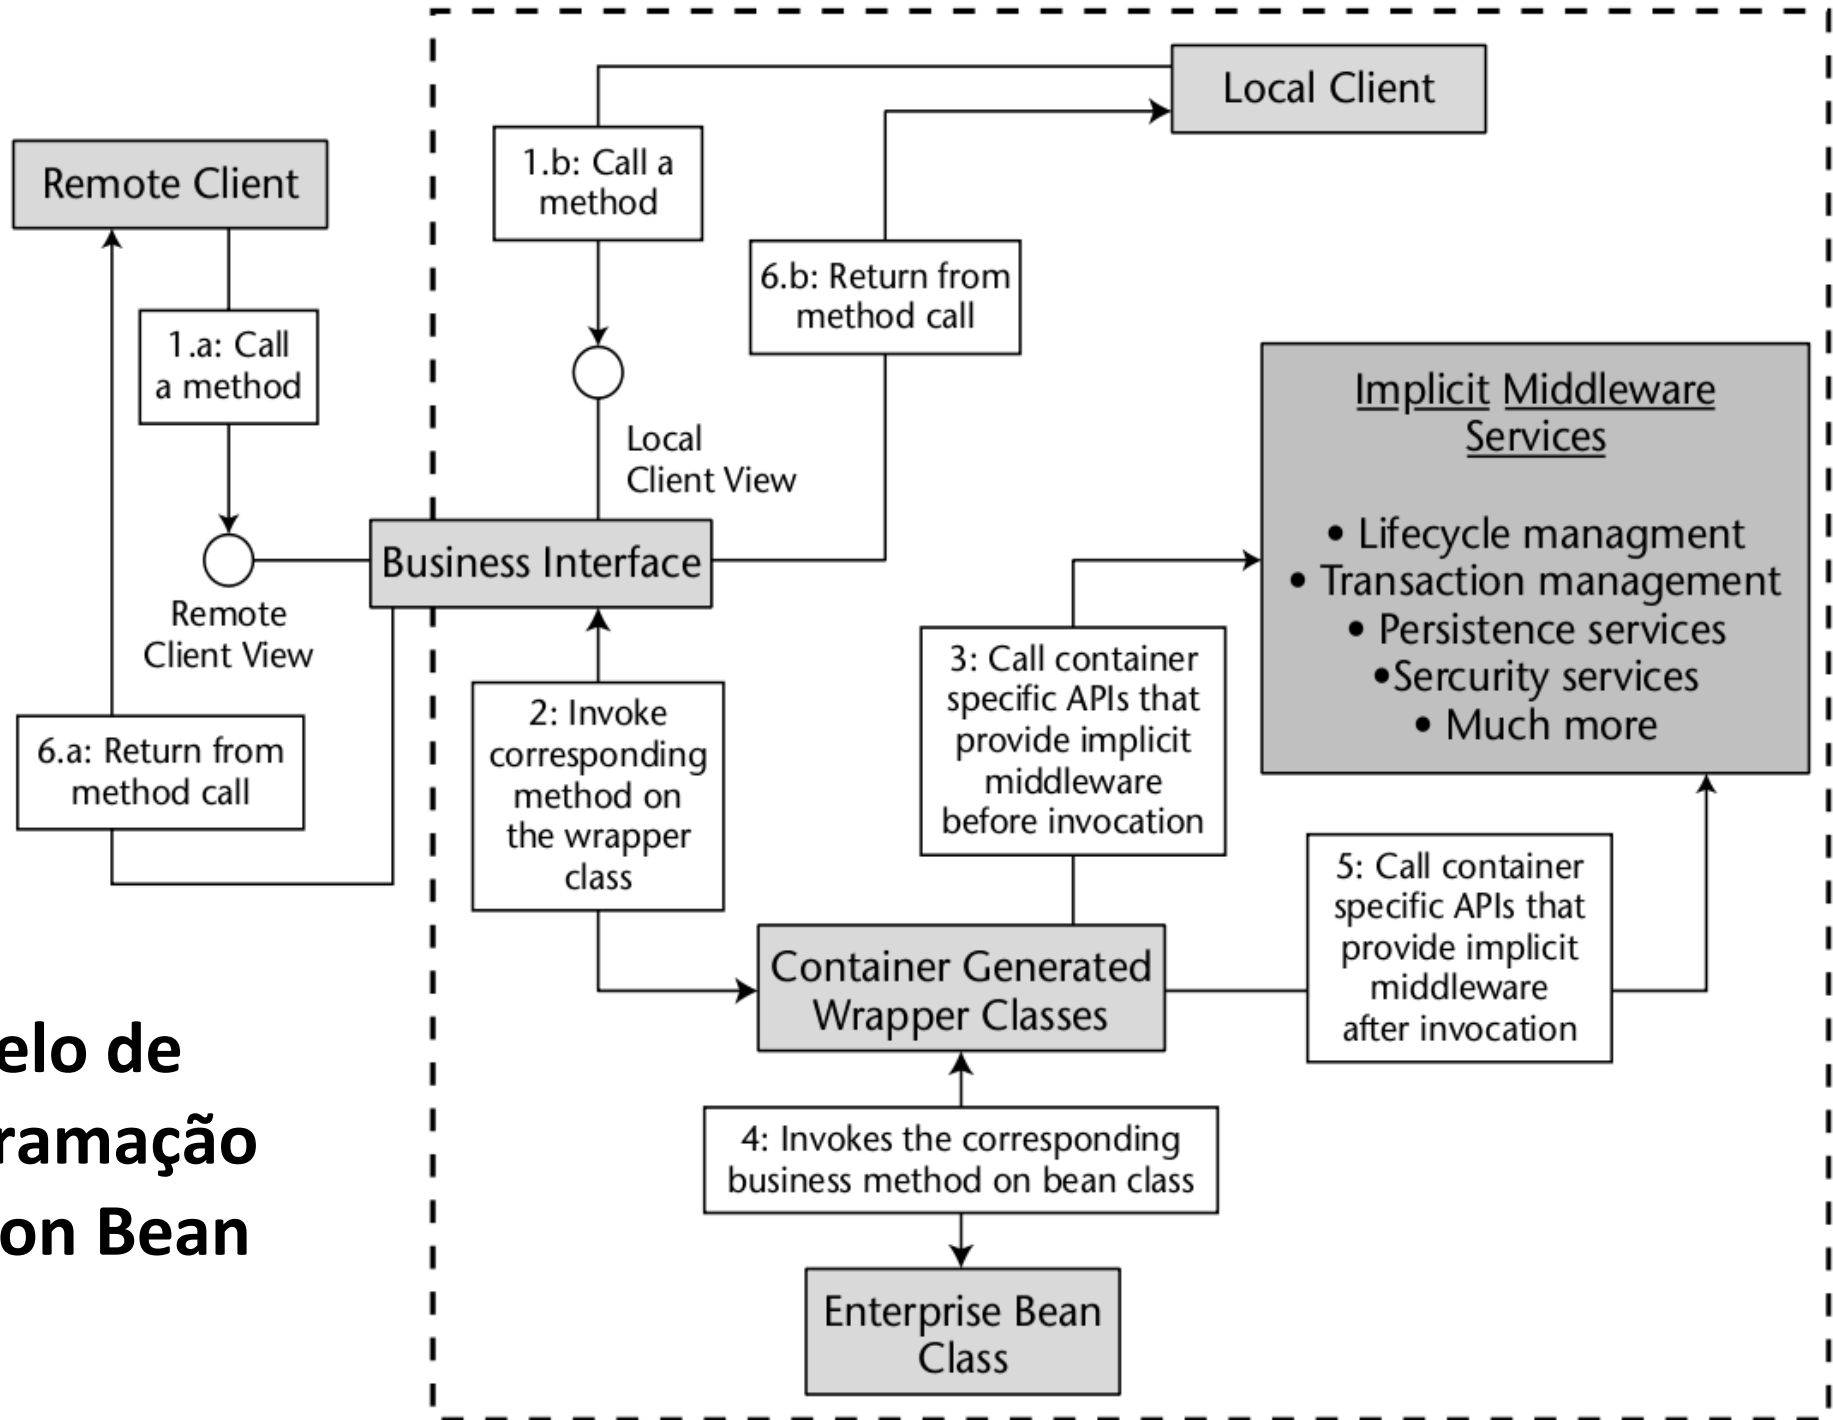 Local Client
Remote Client
1.b: Call a
method
6.b: Return from
method call
1.a: Call
a method
Local
Client View
Implicit Middleware
Services
• Lifecycle managment
• Transaction management
• Persistence services
•Sercurity services
• Much more
Business Interface
Remote
Client View
2: Invoke
corresponding
method on
the wrapper
class
3: Call container
specific APIs that
provide implicit
middleware
before invocation
6.a: Return from
method call
5: Call container
specific APIs that
provide implicit
middleware
after invocation
Container Generated
Wrapper Classes
elo de
ramação
on Bean
4: Invokes the corresponding
business method on bean class
Enterprise Bean
Class